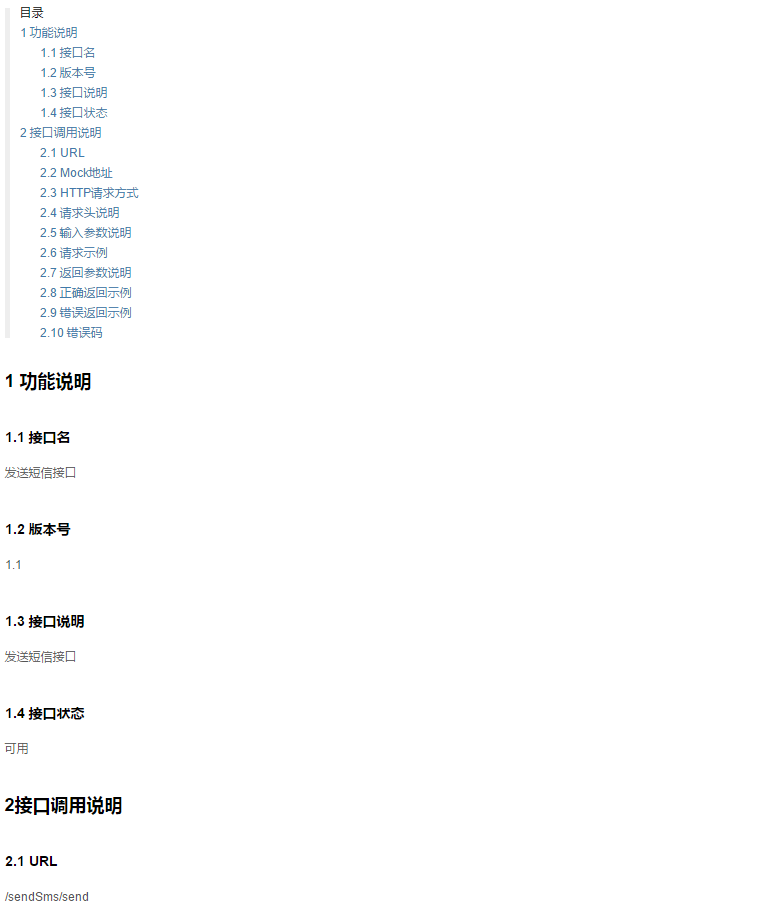 目录
1 功能说明
1.1 接口名
1.2 版本号
1.3 接口说明
1.4 接口状态
2 接口调用说明
2.1 URL
2.2 Mock地址
2.3 HTTP请求方式
2.4 请求头说明
2.5 输入参数说明
2.6 请求示例
2.7 返回参数说明
2.8 正确返回示例
2.9 错误返回示例
2.10 错误码
1 功能说明
1.1 接口名
发送短信接口
1.2 版本号
1.1
1.3 接口说明
发送短信接口
1.4 接口状态
可用
2接口调用说明
2.1 URL
/sendSms/send